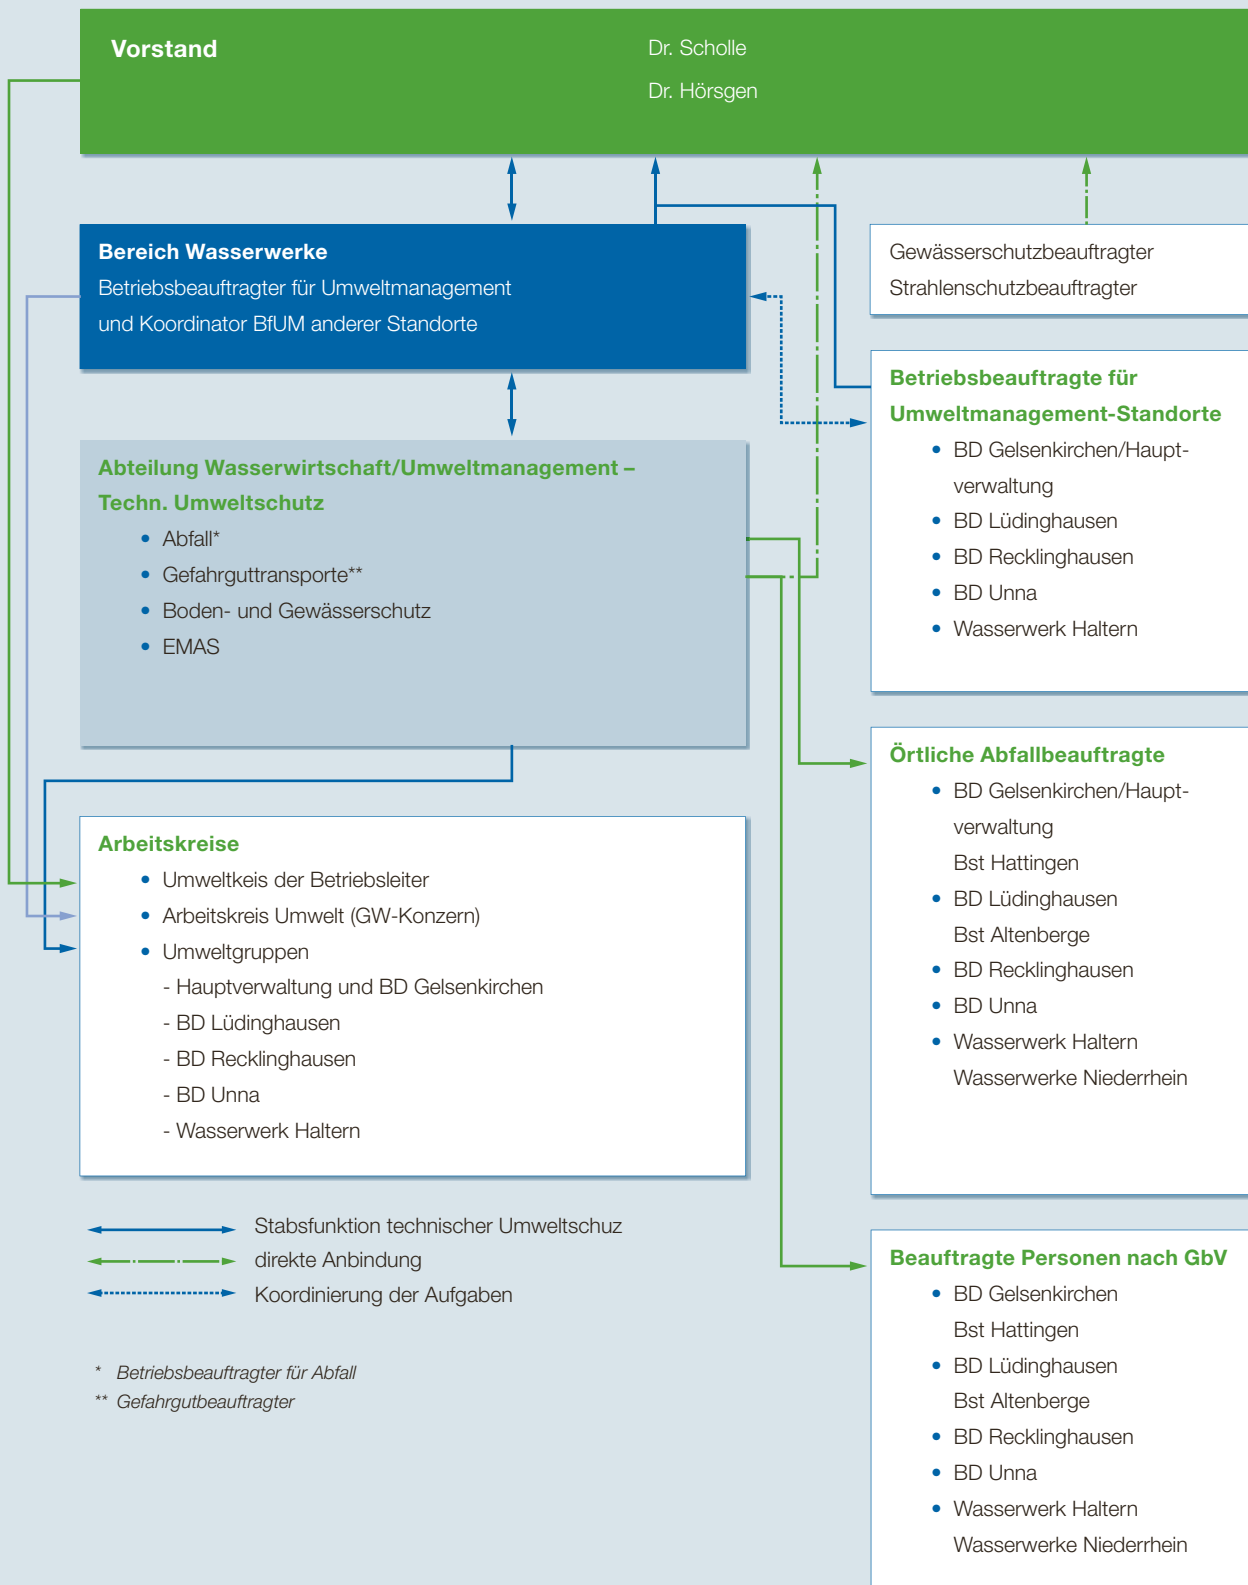 Vorstand
Dr. Scholle
Dr. Hörsgen
Bereich Wasserwerke
Betriebsbeauftragter für Umweltmanagement
und Koordinator BfUM anderer Standorte
Gewässerschutzbeauftragter
Strahlenschutzbeauftragter
Abteilung Wasserwirtschaft/Umweltmanagement –
Techn. Umweltschutz
• Abfall*
• Gefahrguttransporte**
• Boden- und Gewässerschutz
• EMAS
Betriebsbeauftragte für
Umweltmanagement-Standorte
• BD Gelsenkirchen/Haupt-
verwaltung
• BD Lüdinghausen
• BD Recklinghausen
• BD Unna
• Wasserwerk Haltern
Arbeitskreise
• Umweltkeis der Betriebsleiter
• Arbeitskreis Umwelt (GW-Konzern)
• Umweltgruppen
- Hauptverwaltung und BD Gelsenkirchen
- BD Lüdinghausen
- BD Recklinghausen
- BD Unna
- Wasserwerk Haltern
Örtliche Abfallbeauftragte
• BD Gelsenkirchen/Haupt-
verwaltung
Bst Hattingen
• BD Lüdinghausen
Bst Altenberge
• BD Recklinghausen
• BD Unna
• Wasserwerk Haltern
Wasserwerke Niederrhein
Stabsfunktion technischer Umweltschuz
direkte Anbindung
Koordinierung der Aufgaben
* Betriebsbeauftragter für Abfall
** Gefahrgutbeauftragter
Beauftragte Personen nach GbV
• BD Gelsenkirchen
Bst Hattingen
• BD Lüdinghausen
Bst Altenberge
• BD Recklinghausen
• BD Unna
• Wasserwerk Haltern
Wasserwerke Niederrhein